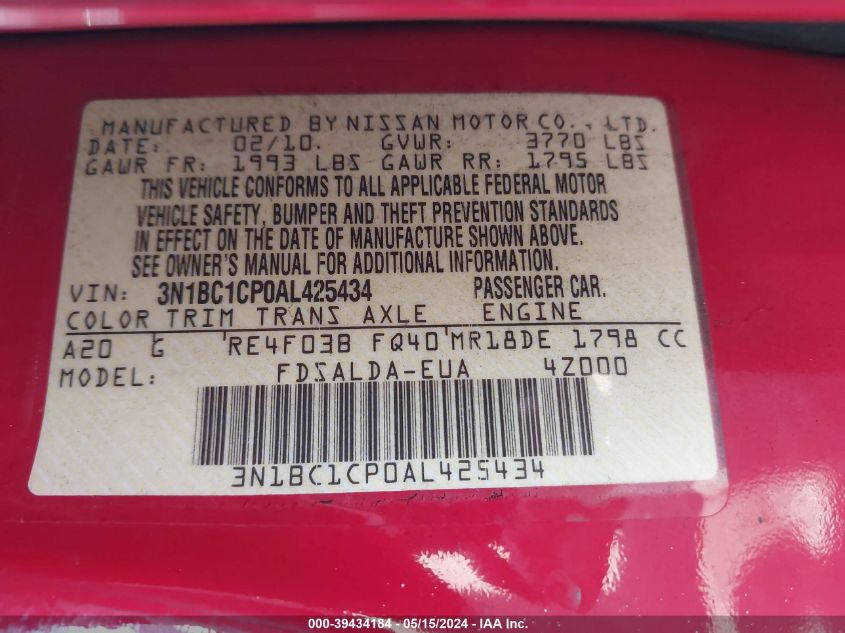 MANUFACTURED BY NISSAN MOTOR CO., LTD.
DATE: 02/10. GVWR: 3770 LBS
GAWR FR: 1993 LBS GAWR RR: 1795 LBS
THIS VEHICLE CONFORMS TO ALL APPLICABLE FEDERAL MOTOR
VEHICLE SAFETY, BUMPER AND THEFT PREVENTION STANDARDS
IN EFFECT ON THE DATE OF MANUFACTURE SHOWN ABOVE.
SEE OWNER'S MANUAL FOR ADDITIONAL INFORMATION.
VIN: 3N1BC1CP0AL425434 PASSENGER CAR.
COLOR TRIM TRANS AXLE ENGINE
A20 G RE4F03B FQ40 MR18DE 1798 CC
MODEL: FDSALDA-EUA 4Z000
3N1BC1CP0AL425434
000-39434184 - 05/15/2024 - IAA Inc.